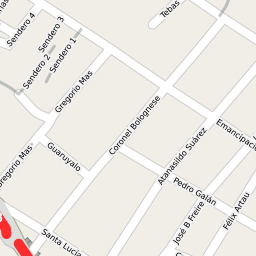 Tebas
Sendero 4
Sendero 3
Sendero 2
Sendero 1
Gregorio Mas
Coronel Bolognese
Emancipació
Atanasildo Suárez
Guaruyalo
Gregorio Mas
Pedro Galán
José B Freire
Félix Artau
Santa Lucía